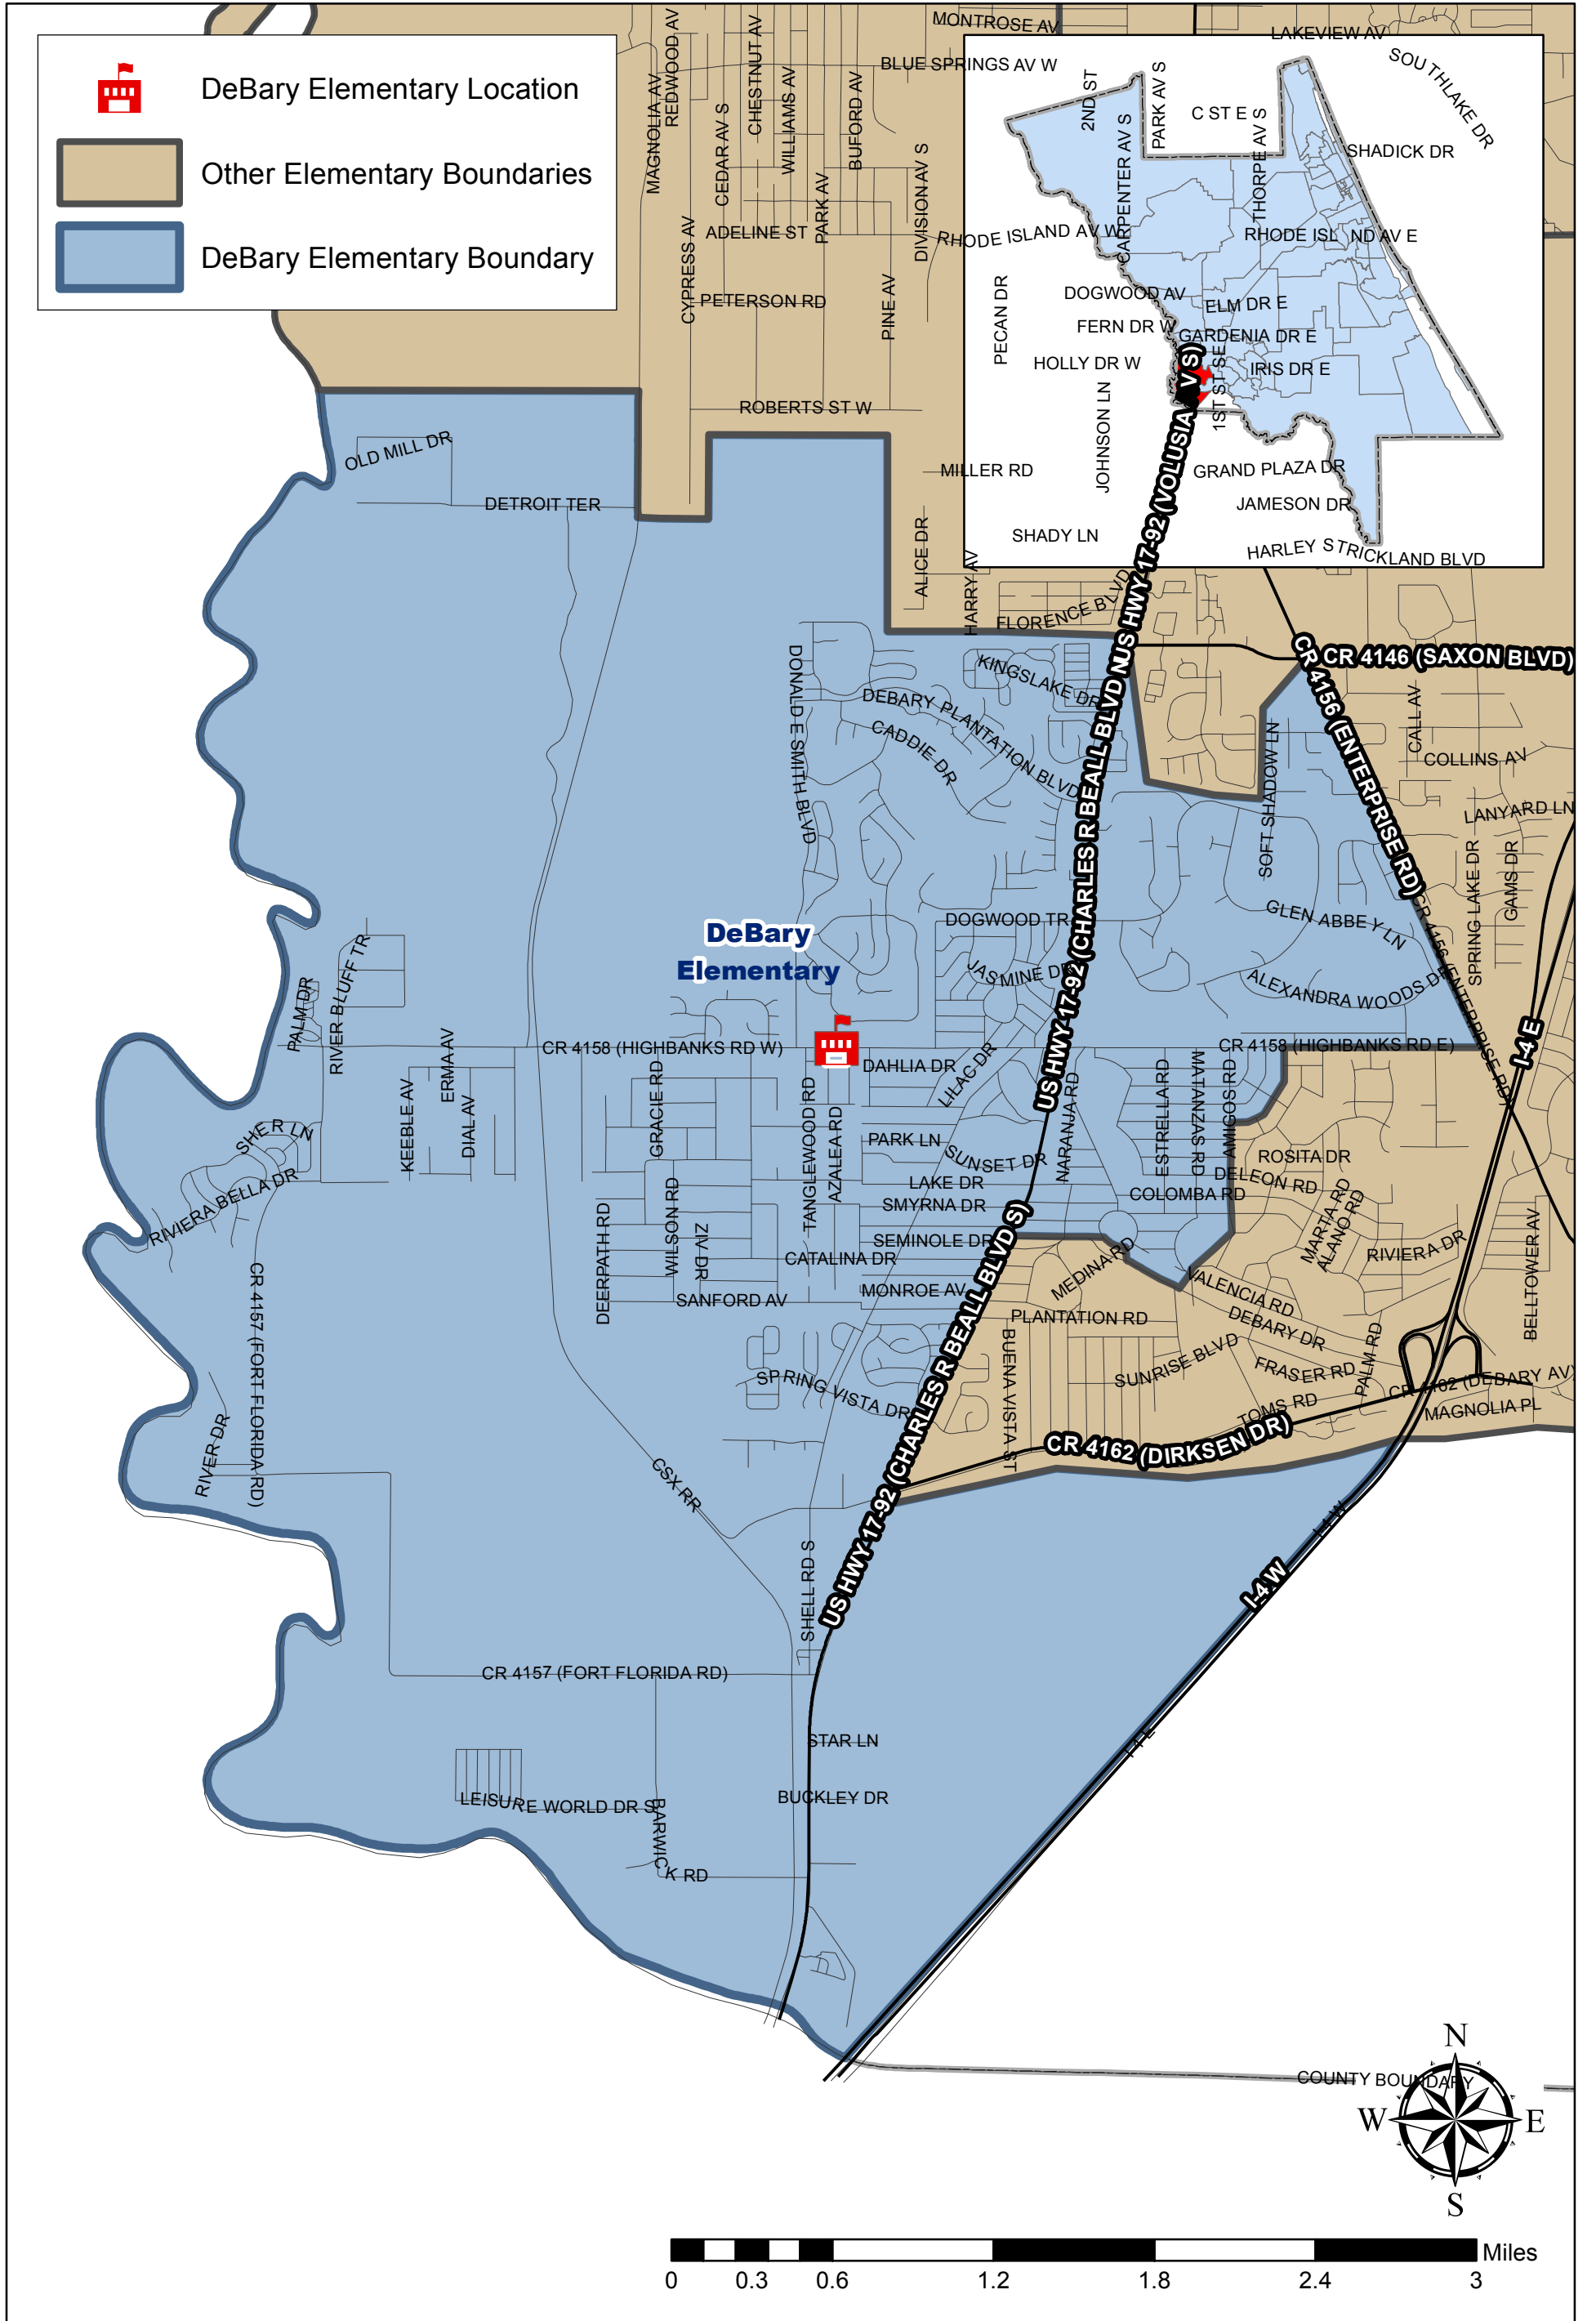 DeBary Elementary Location
Other Elementary Boundaries
DeBary Elementary Boundary
MONTROSE AV
LAKEVIEW AV
BLUE SPRINGS AV W
SOUTHLAKE DR
MAGNOLIA AV
REDWOOD AV
CEDAR AV S
CHESTNUT AV
WILLIAMS AV
BUFORD AV
2ND ST
PARK AV S
C ST E
THORPE AV S
SHADICK DR
CARPENTER AV S
DIVISION AV S
PARK AV
CYPRESS AV
ADELINE ST
RHODE ISLAND AV W
RHODE ISL ND AV E
PETERSON RD
PINE AV
PECAN DR
DOGWOOD AV
ELM DR E
FERN DR W
GARDENIA DR E
HOLLY DR W
IRIS DR E
1ST ST SE
JOHNSON LN
ROBERTS ST W
OLD MILL DR
MILLER RD
GRAND PLAZA DR
DETROIT TER
JAMESON DR
SHADY LN
HARLEY STRICKLAND BLVD
ALICE DR
HARRY AV
US HWY 17-92 (VOLUSIA AV S)
FLORENCE BLVD
CR 4146 (SAXON BLVD)
DONALD E SMITH BLVD
KINGSLAKE DR
DEBARY PLANTATION BLVD
CADDIE DR
US HWY 17-92 (CHARLES R BEALL BLVD N)
CR 4156 (ENTERPRISE RD)
SOFT SHADOW LN
CALL AV
COLLINS AV
LANYARD LN
SPRING LAKE DR
GAMS DR
DOGWOOD TR
GLEN ABBEY LN
DeBary
Elementary
JASMINE DR
ALEXANDRA WOODS DR
CR 4156 (ENTERPRISE RD)
PALM DR
RIVER BLUFF TR
I-4 E
CR 4158 (HIGHBANKS RD W)
CR 4158 (HIGHBANKS RD E)
ERMA AV
KEEBLE AV
DIAL AV
GRACIE RD
DAHLIA DR
LILAC DR
TANGLEWOOD RD
AZALEA RD
NARANJA RD
ESTRELLA RD
MATANZAS RD
AMIGOS RD
SHER LN
PARK LN
SUNSET DR
ROSITA DR
RIVIERA BELLA DR
LAKE DR
DELEON RD
COLOMBA RD
SMYRNA DR
MARTA RD
ALANO RD
DEERPATH RD
WILSON RD
ZIV DR
SEMINOLE DR
CATALINA DR
MEDINA RD
RIVIERA DR
BELLTOWER AV
CR 4157 (FORT FLORIDA RD)
SANFORD AV
MONROE AV
VALENCIA RD
PLANTATION RD
DEBARY DR
US HWY 17-92 (CHARLES R BEALL BLVD S)
BUENA VISTA ST
SUNRISE BLVD
FRASER RD
PALM RD
SPRING VISTA DR
TOMS RD
CR 4162 (DEBARY AV)
MAGNOLIA PL
RIVER DR
CR 4162 (DIRKSEN DR)
CSX RR
I-4 W
SHELL RD S
I-4 W
CR 4157 (FORT FLORIDA RD)
STAR LN
I-4 E
LEISURE WORLD DR S
BUCKLEY DR
BARWICK RD
COUNTY BOUNDARY
N
W
E
S
Miles
0 0.3 0.6 1.2 1.8 2.4 3